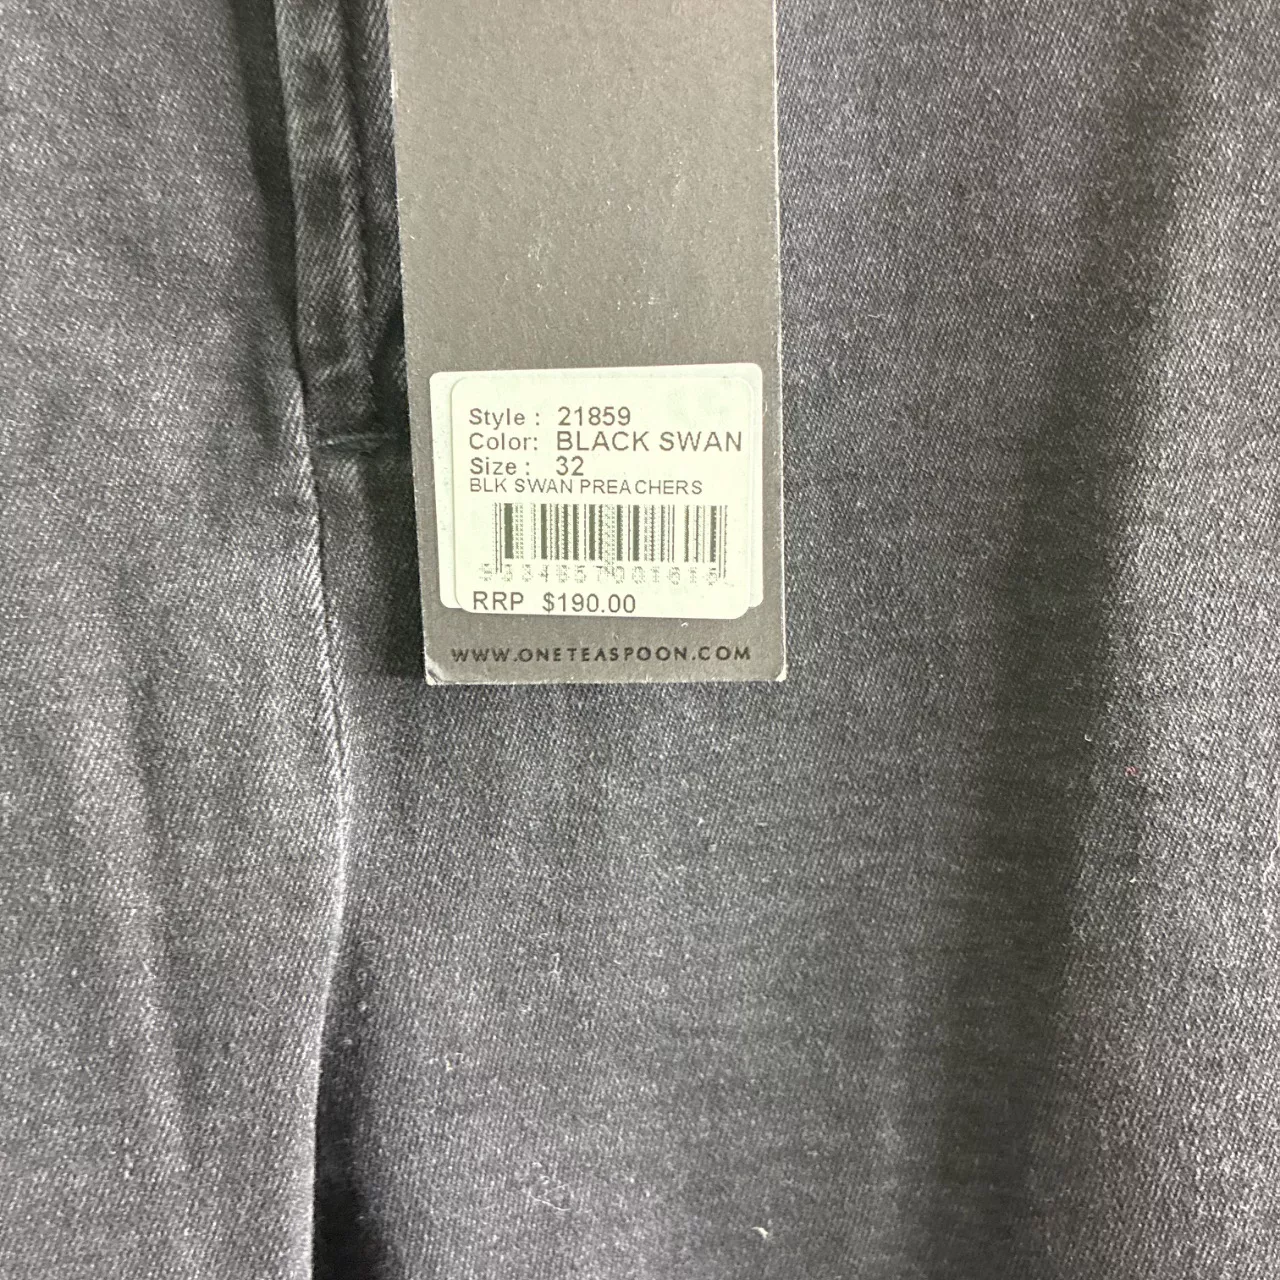 Style : 21859
Color: BLACK SWAN
Size : 32
BLK SWAN PREACHERS
RRP $190.00
WWW.ONETEASPOON.COM